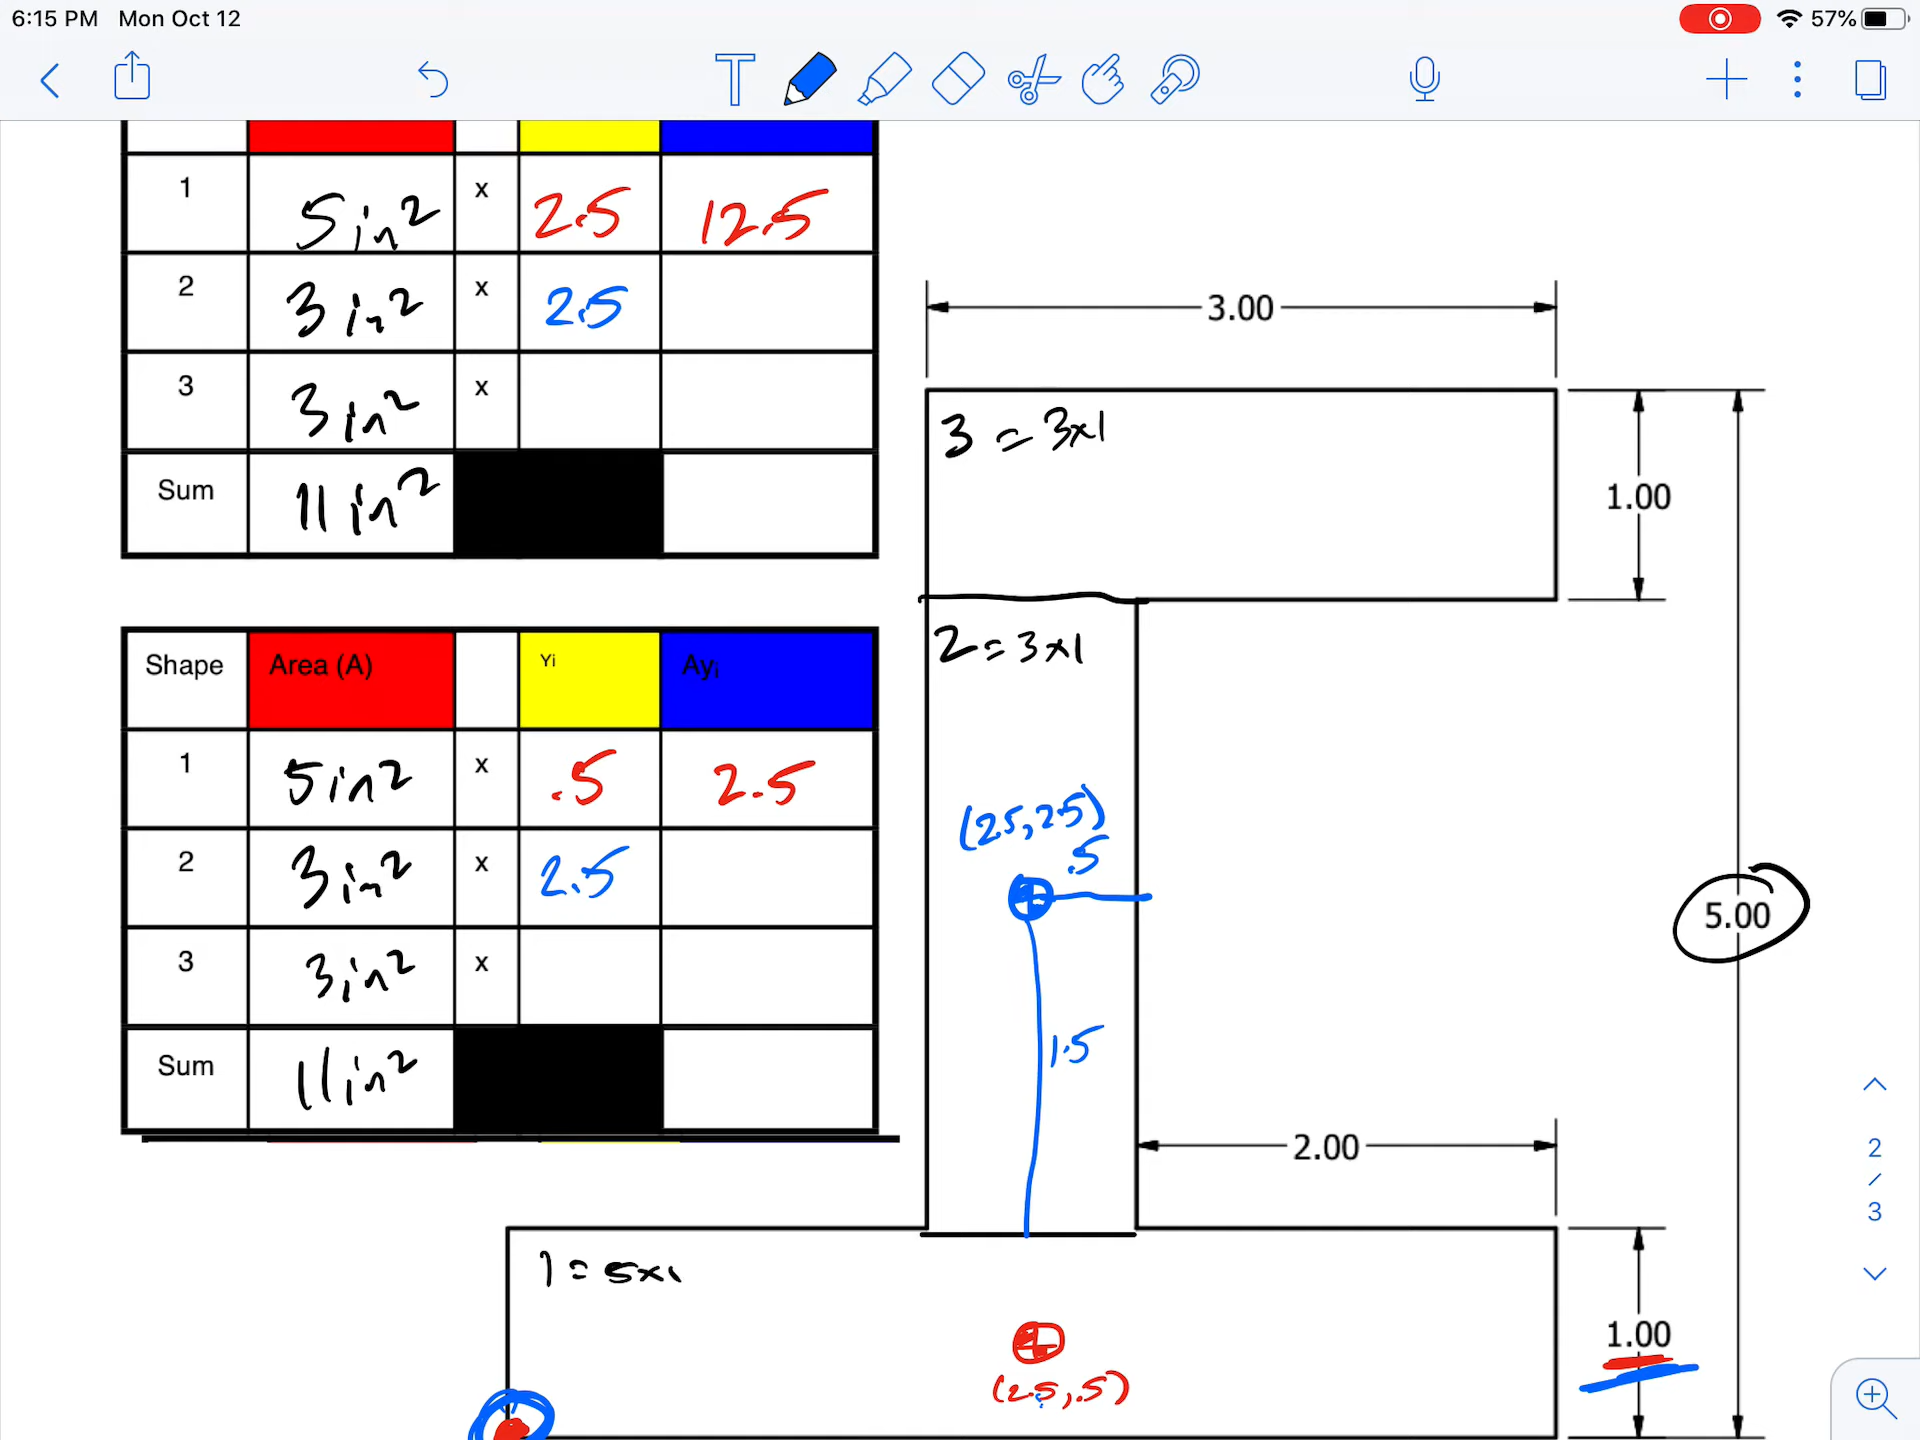 6:15 PM Mon Oct 12
57%
1 5in² x 2.5 12.5
2 3in² x 2.5
3 3in² x
Sum 11in²
Shape Area (A) Yi Ayi
1 5in² x .5 2.5
2 3in² x 2.5
3 3in² x
Sum 11in²
3.00
3 = 3x1
1.00
2 = 3x1
(2.5, 2.5)
.5
5.00
1.5
2.00
1 = 5x1
1.00
(2.5, .5)
2
/
3